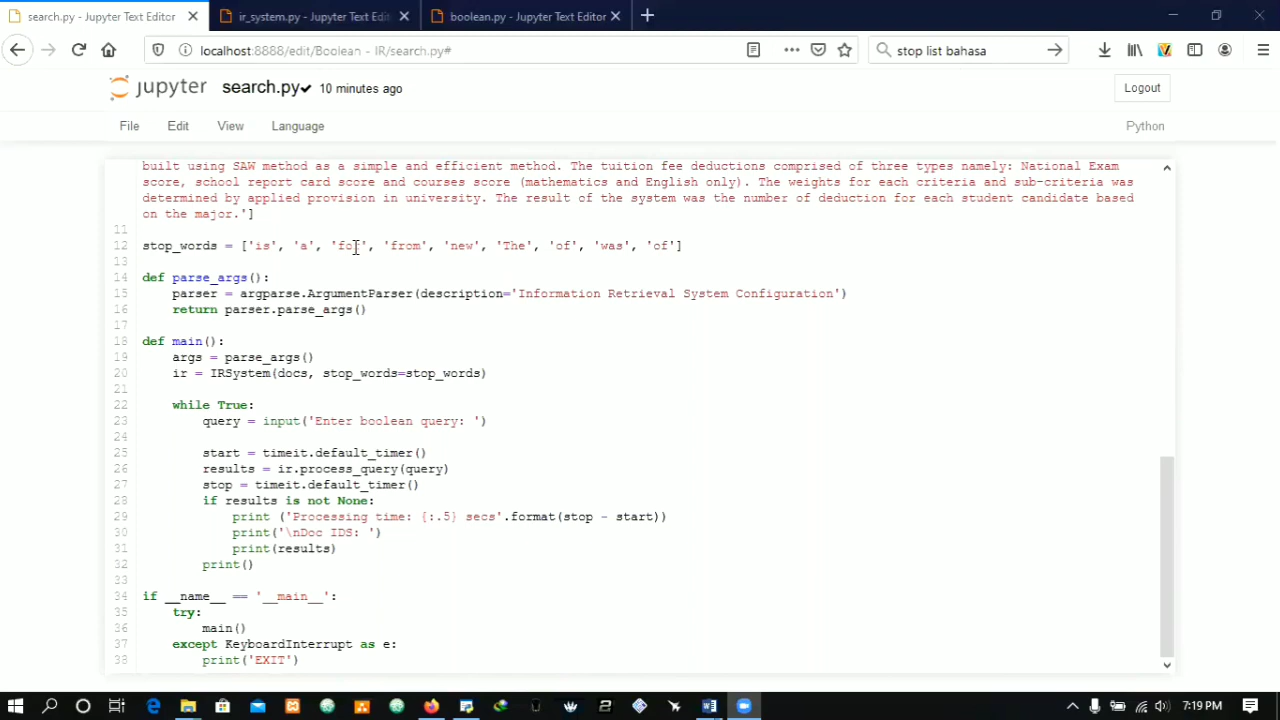 search.py - Jupyter Text Editor
ir_system.py - Jupyter Text Edit
boolean.py - Jupyter Text Editor
localhost:8888/edit/Boolean - IR/search.py#
stop list bahasa
jupyter search.py 10 minutes ago
Logout
File Edit View Language
Python
built using SAW method as a simple and efficient method. The tuition fee deductions comprised of three types namely: National Exam
score, school report card score and courses score (mathematics and English only). The weights for each criteria and sub-criteria was
determined by applied provision in university. The result of the system was the number of deduction for each student candidate based
on the major.']
11
12 stop_words = ['is', 'a', 'for', 'from', 'new', 'The', 'of', 'was', 'of']
13
14 def parse_args():
15     parser = argparse.ArgumentParser(description='Information Retrieval System Configuration')
16     return parser.parse_args()
17
18 def main():
19     args = parse_args()
20     ir = IRSystem(docs, stop_words=stop_words)
21
22     while True:
23         query = input('Enter boolean query: ')
24
25         start = timeit.default_timer()
26         results = ir.process_query(query)
27         stop = timeit.default_timer()
28         if results is not None:
29             print ('Processing time: {:.5} secs'.format(stop - start))
30             print('\nDoc IDS: ')
31             print(results)
32         print()
33
34 if __name__ == '__main__':
35     try:
36         main()
37     except KeyboardInterrupt as e:
38         print('EXIT')
7:19 PM